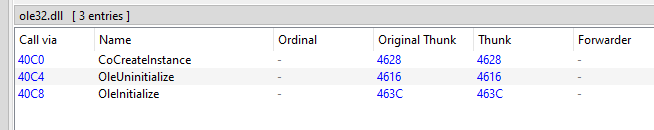 ole32.dll [ 3 entries ]
Call via Name Ordinal Original Thunk Thunk Forwarder
40C0 CoCreateInstance - 4628 4628 -
40C4 OleUninitialize - 4616 4616 -
40C8 OleInitialize - 463C 463C -